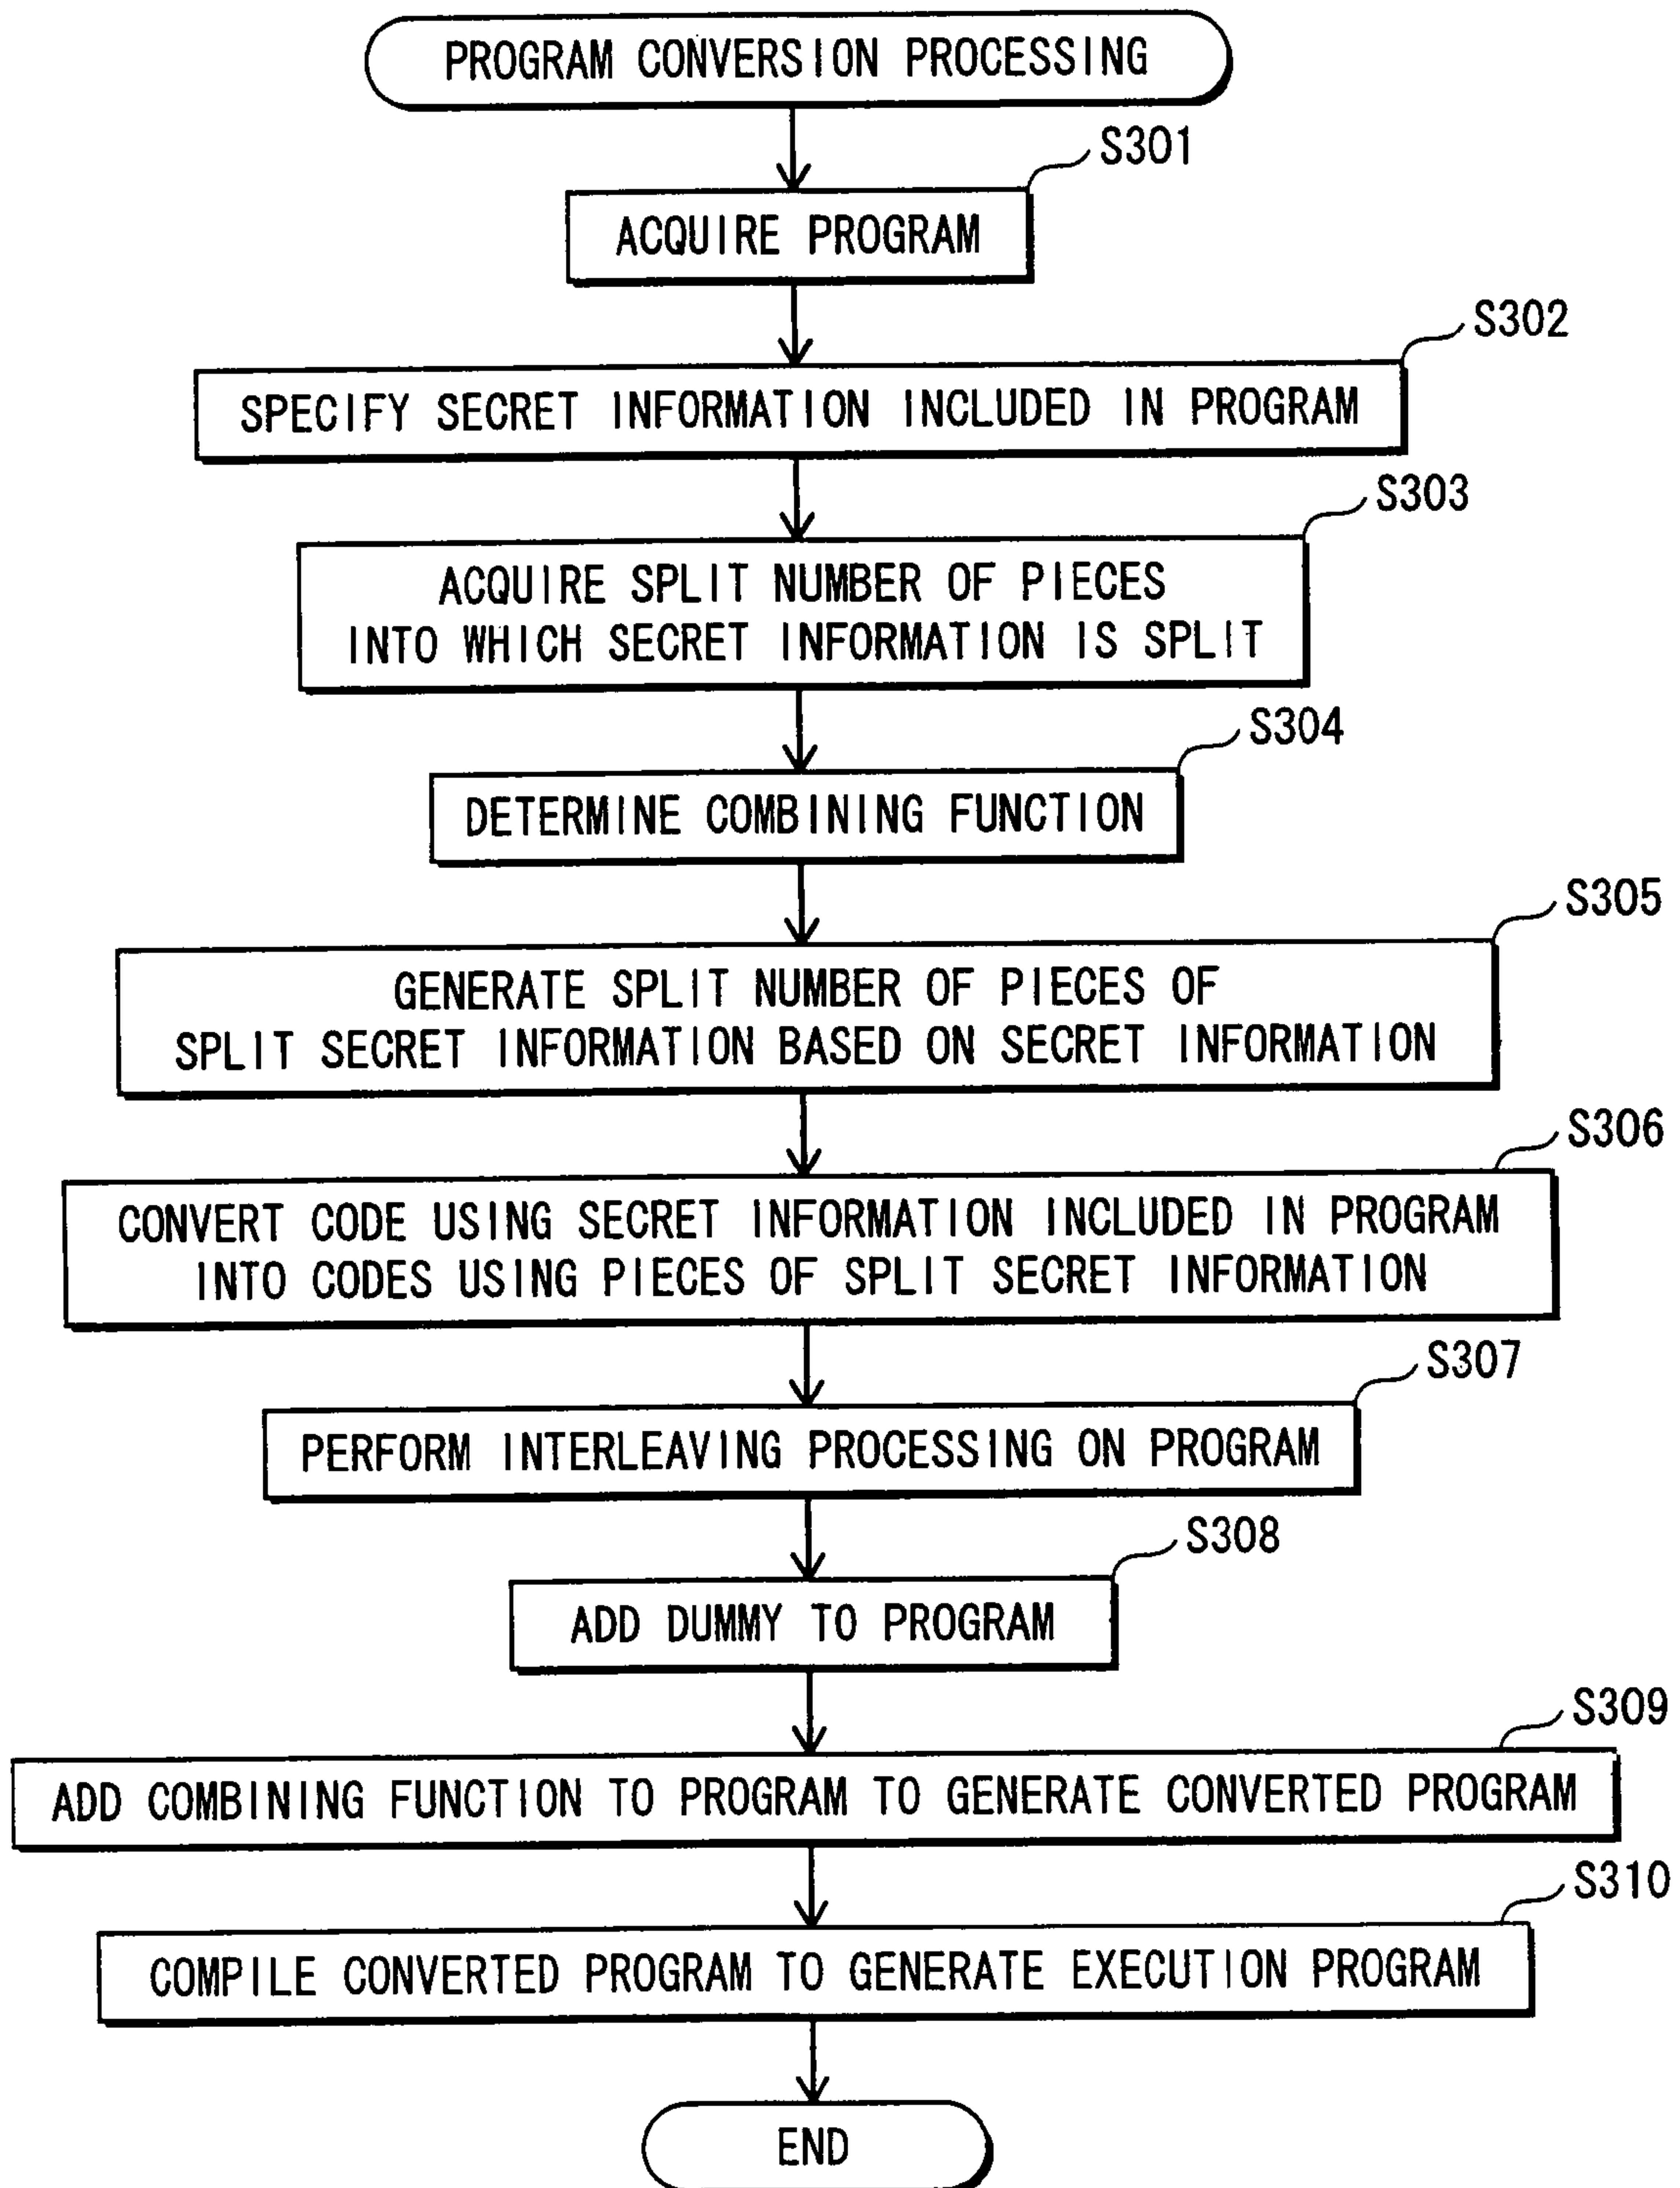 PROGRAM CONVERSION PROCESSING
S301
ACQUIRE PROGRAM
S302
SPECIFY SECRET INFORMATION INCLUDED IN PROGRAM
S303
ACQUIRE SPLIT NUMBER OF PIECES
INTO WHICH SECRET INFORMATION IS SPLIT
S304
DETERMINE COMBINING FUNCTION
S305
GENERATE SPLIT NUMBER OF PIECES OF
SPLIT SECRET INFORMATION BASED ON SECRET INFORMATION
S306
CONVERT CODE USING SECRET INFORMATION INCLUDED IN PROGRAM
INTO CODES USING PIECES OF SPLIT SECRET INFORMATION
S307
PERFORM INTERLEAVING PROCESSING ON PROGRAM
S308
ADD DUMMY TO PROGRAM
S309
ADD COMBINING FUNCTION TO PROGRAM TO GENERATE CONVERTED PROGRAM
S310
COMPILE CONVERTED PROGRAM TO GENERATE EXECUTION PROGRAM
END